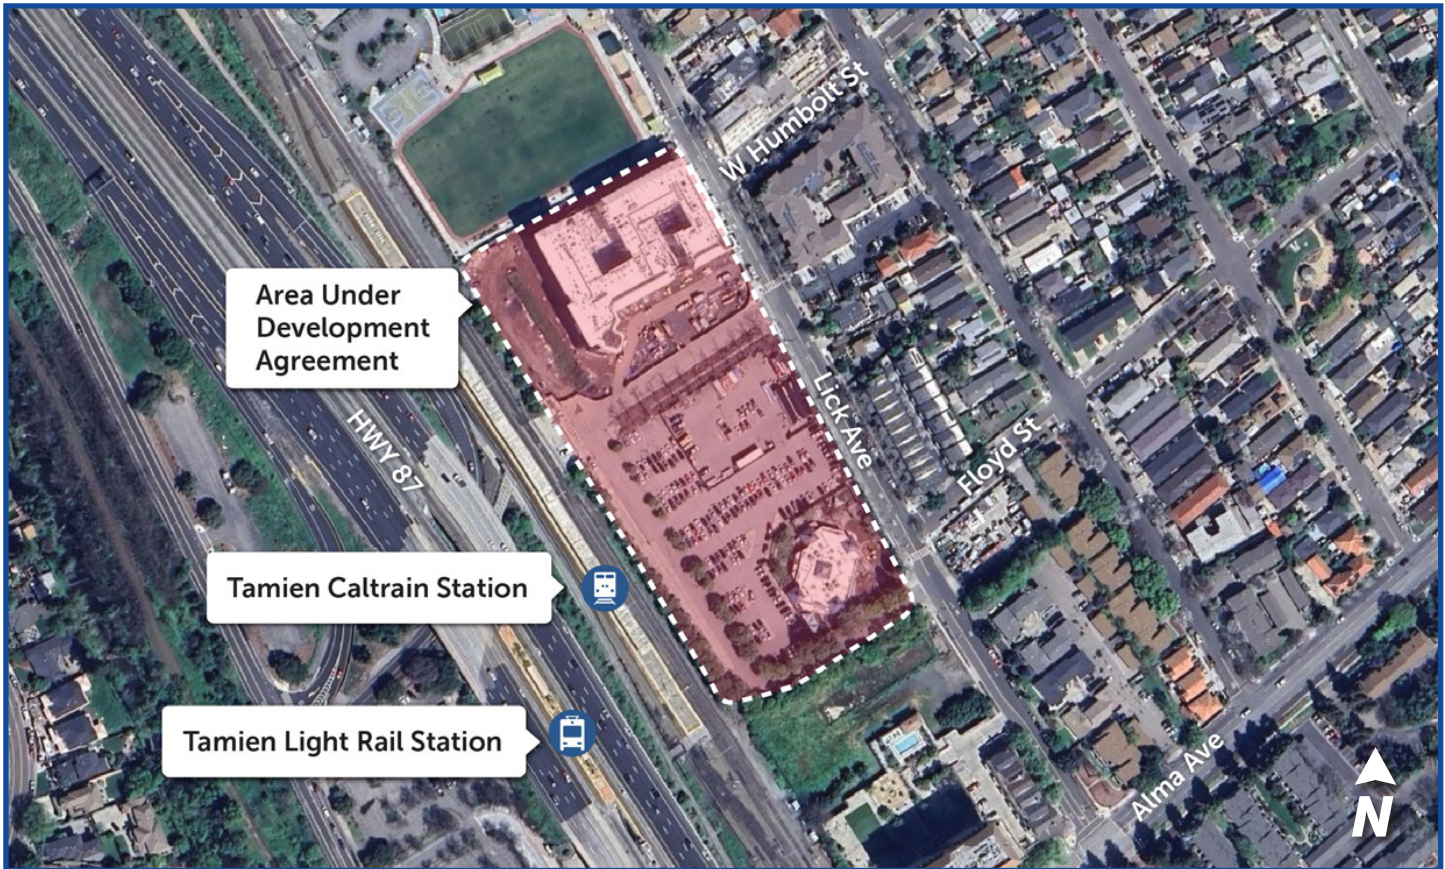 W Humbolt St
Area Under
Development
Agreement
HWY 87
Lick Ave
Floyd St
Tamien Caltrain Station
Tamien Light Rail Station
Alma Ave
N